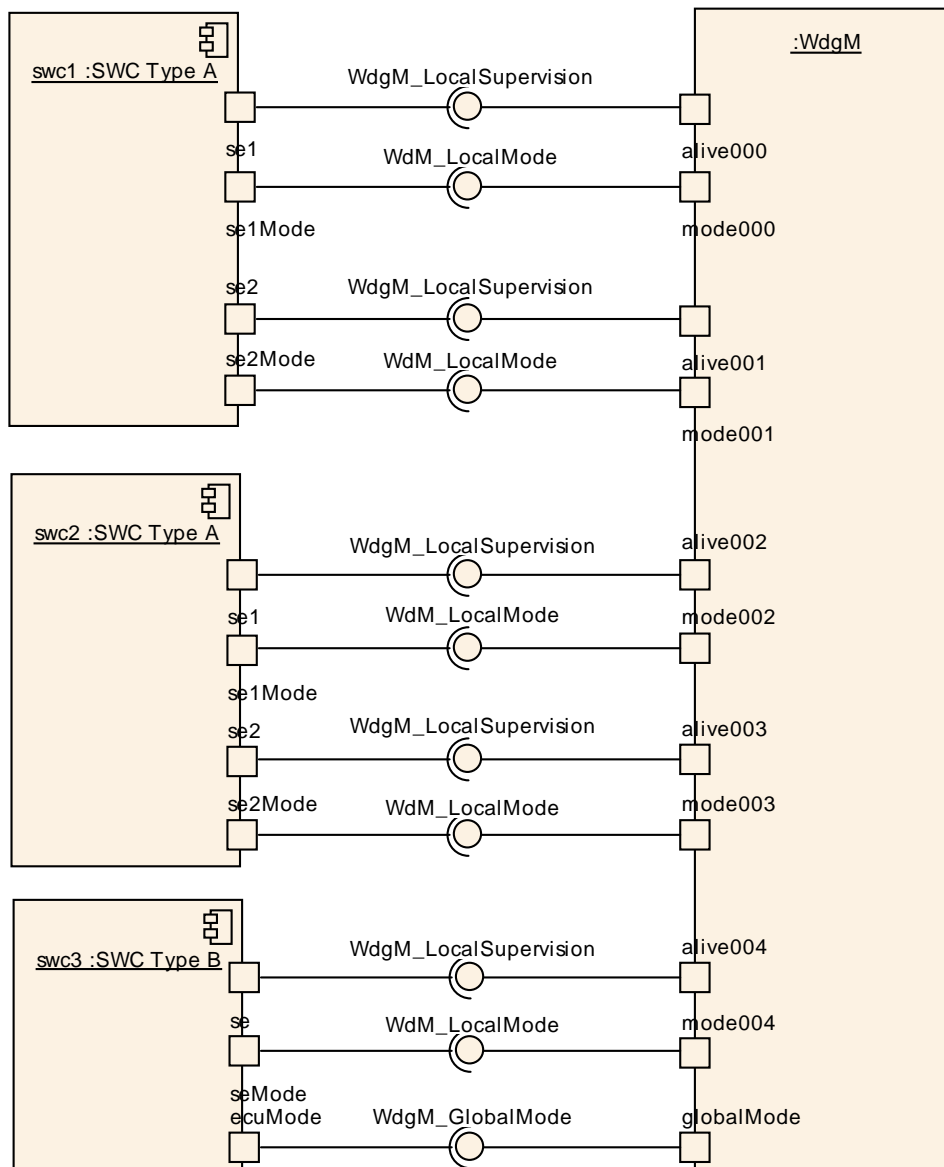 :WdgM
swc1 :SWC Type A
WdgM_LocalSupervision
se1
alive000
WdM_LocalMode
se1Mode
mode000
se2
WdgM_LocalSupervision
se2Mode
WdM_LocalMode
alive001
mode001
swc2 :SWC Type A
WdgM_LocalSupervision
alive002
se1
WdM_LocalMode
mode002
se1Mode
se2
WdgM_LocalSupervision
alive003
se2Mode
WdM_LocalMode
mode003
swc3 :SWC Type B
WdgM_LocalSupervision
alive004
se
WdM_LocalMode
mode004
seMode
ecuMode
WdgM_GlobalMode
globalMode